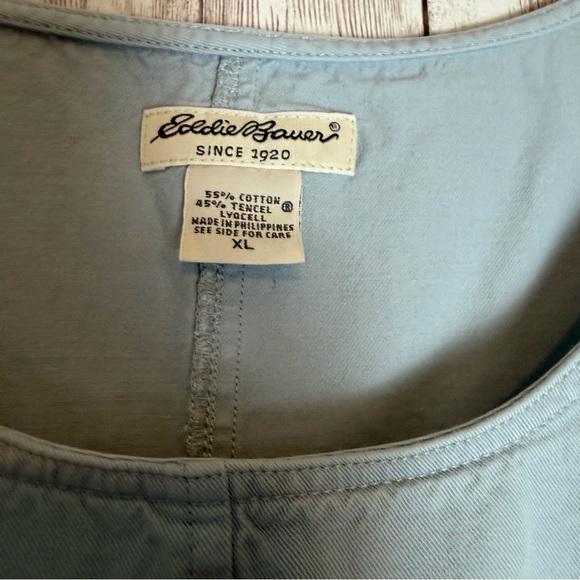 Eddie Bauer®
SINCE 1920
55% COTTON
45% TENCEL ®
LYOCELL
MADE IN PHILIPPINES
SEE SIDE FOR CARE
XL